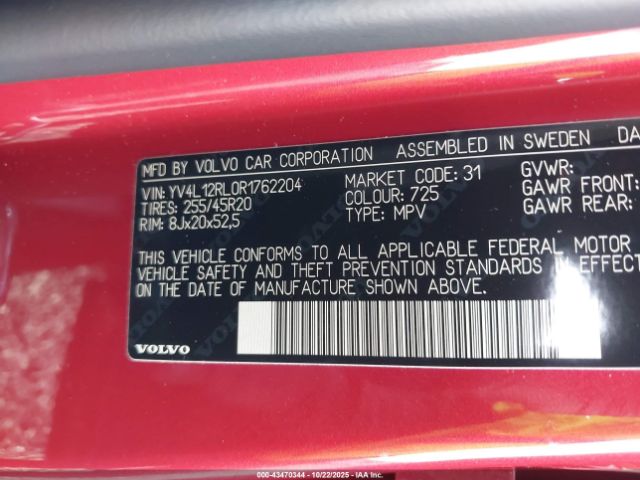 MFD BY VOLVO CAR CORPORATION ASSEMBLED IN SWEDEN DA
VIN: YV4L12RL0R1762204 MARKET CODE: 31 GVWR:
TIRES: 255/45R20 COLOUR: 725 GAWR FRONT:
RIM: 8Jx20x52,5 TYPE: MPV GAWR REAR:
THIS VEHICLE CONFORMS TO ALL APPLICABLE FEDERAL MOTOR
VEHICLE SAFETY AND THEFT PREVENTION STANDARDS IN EFFECT
ON THE DATE OF MANUFACTURE SHOWN ABOVE.
VOLVO
000-43470344 - 10/22/2025 - IAA Inc.